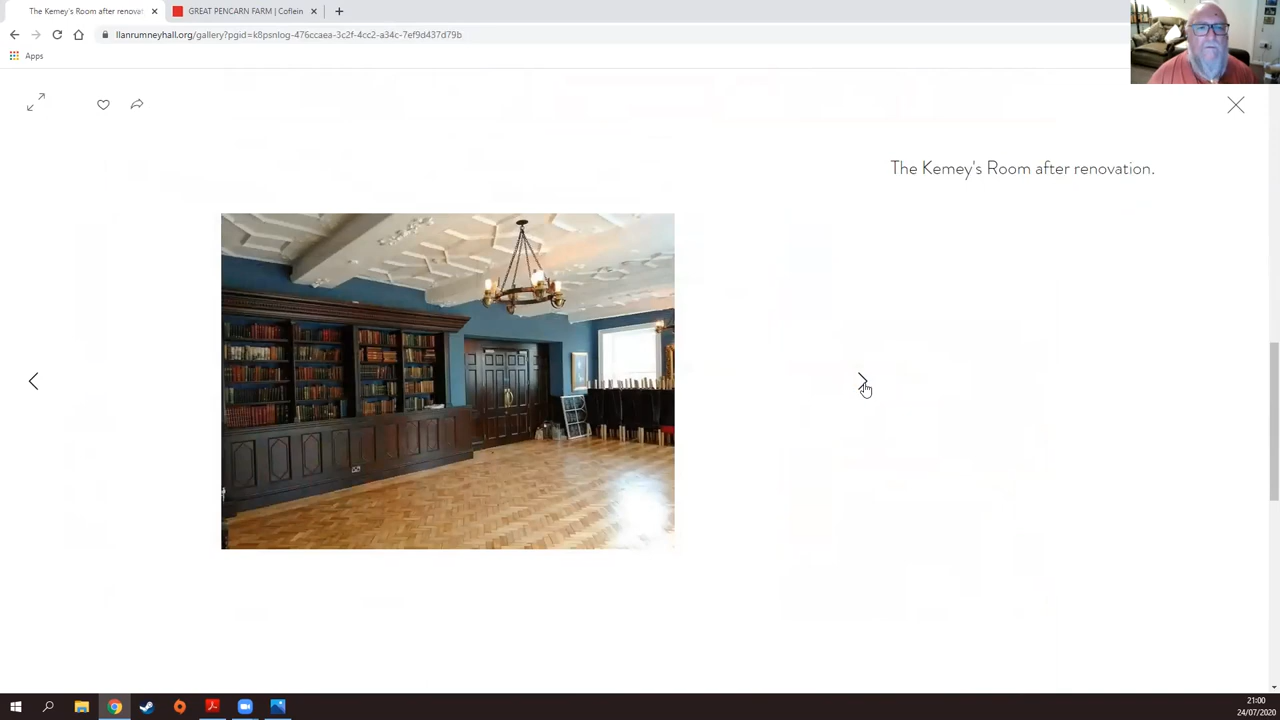 The Kemey's Room after renova
GREAT PENCARN FARM | Coflein
llanrumneyhall.org/gallery?pgid=k8psnlog-476ccaea-3c2f-4cc2-a34c-7ef9d437d79b
Apps
The Kemey's Room after renovation.
21:00
24/07/2020